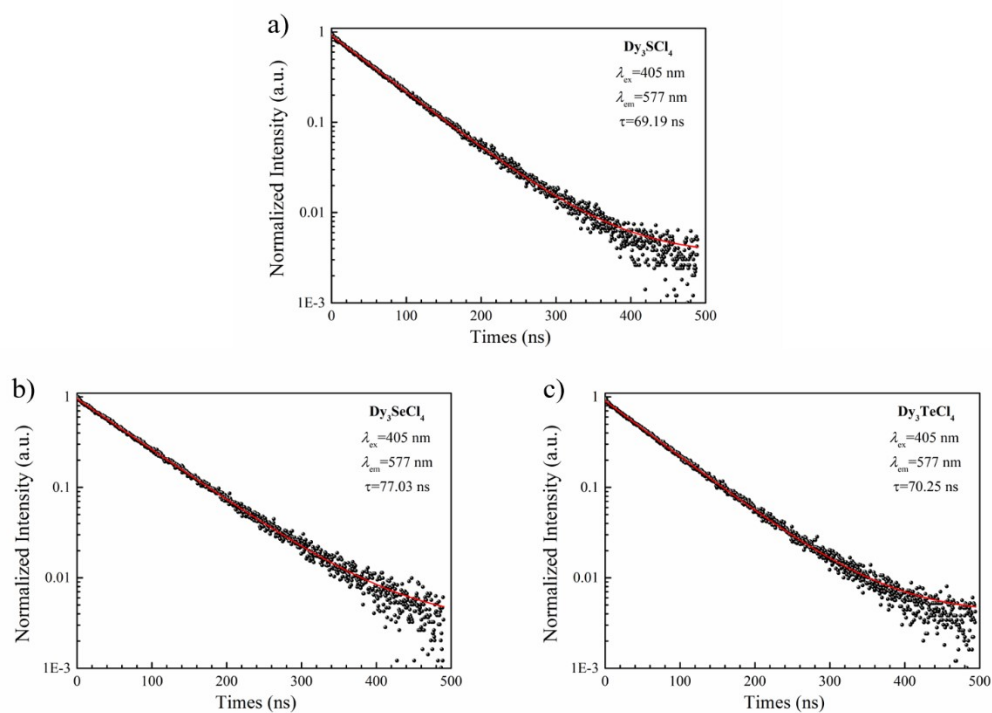 a)
Normalized Intensity (a.u.)
1
0.1
0.01
1E-3
Dy₃SCl₄
λex=405 nm
λem=577 nm
τ=69.19 ns
0 100 200 300 400 500
Times (ns)
b)
Normalized Intensity (a.u.)
1
0.1
0.01
1E-3
Dy₃SeCl₄
λex=405 nm
λem=577 nm
τ=77.03 ns
0 100 200 300 400 500
Times (ns)
c)
Normalized Intensity (a.u.)
1
0.1
0.01
1E-3
Dy₃TeCl₄
λex=405 nm
λem=577 nm
τ=70.25 ns
0 100 200 300 400 500
Times (ns)